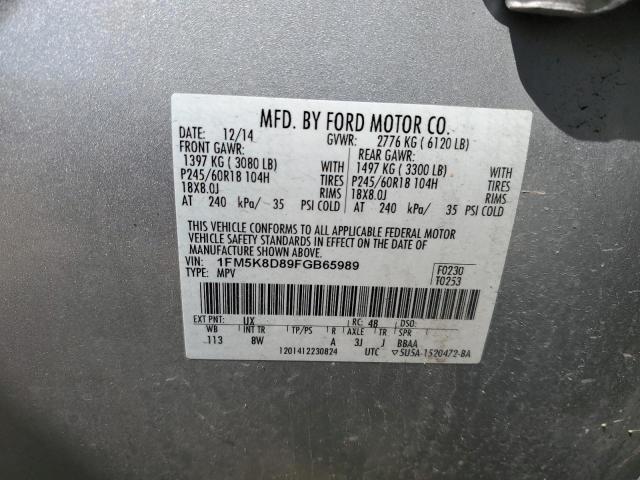 MFD. BY FORD MOTOR CO.
DATE: 12/14 GVWR: 2776 KG ( 6120 LB)
FRONT GAWR: REAR GAWR:
1397 KG ( 3080 LB) WITH 1497 KG ( 3300 LB) WITH
P245/60R18 104H TIRES P245/60R18 104H TIRES
18X8.0J RIMS 18X8.0J RIMS
AT 240 kPa/ 35 PSI COLD AT 240 kPa/ 35 PSI COLD
THIS VEHICLE CONFORMS TO ALL APPLICABLE FEDERAL MOTOR
VEHICLE SAFETY STANDARDS IN EFFECT ON THE DATE OF
MANUFACTURE SHOWN ABOVE.
VIN: 1FM5K8D89FGB65989 F0230
TYPE: MPV T0253
EXT PNT: UX RC: 48 DSO:
WB INT TR TP/PS R AXLE TR SPR
113 8W A 3J J BBAA
1201412230824 UTC ▽5U5A-1520472-BA